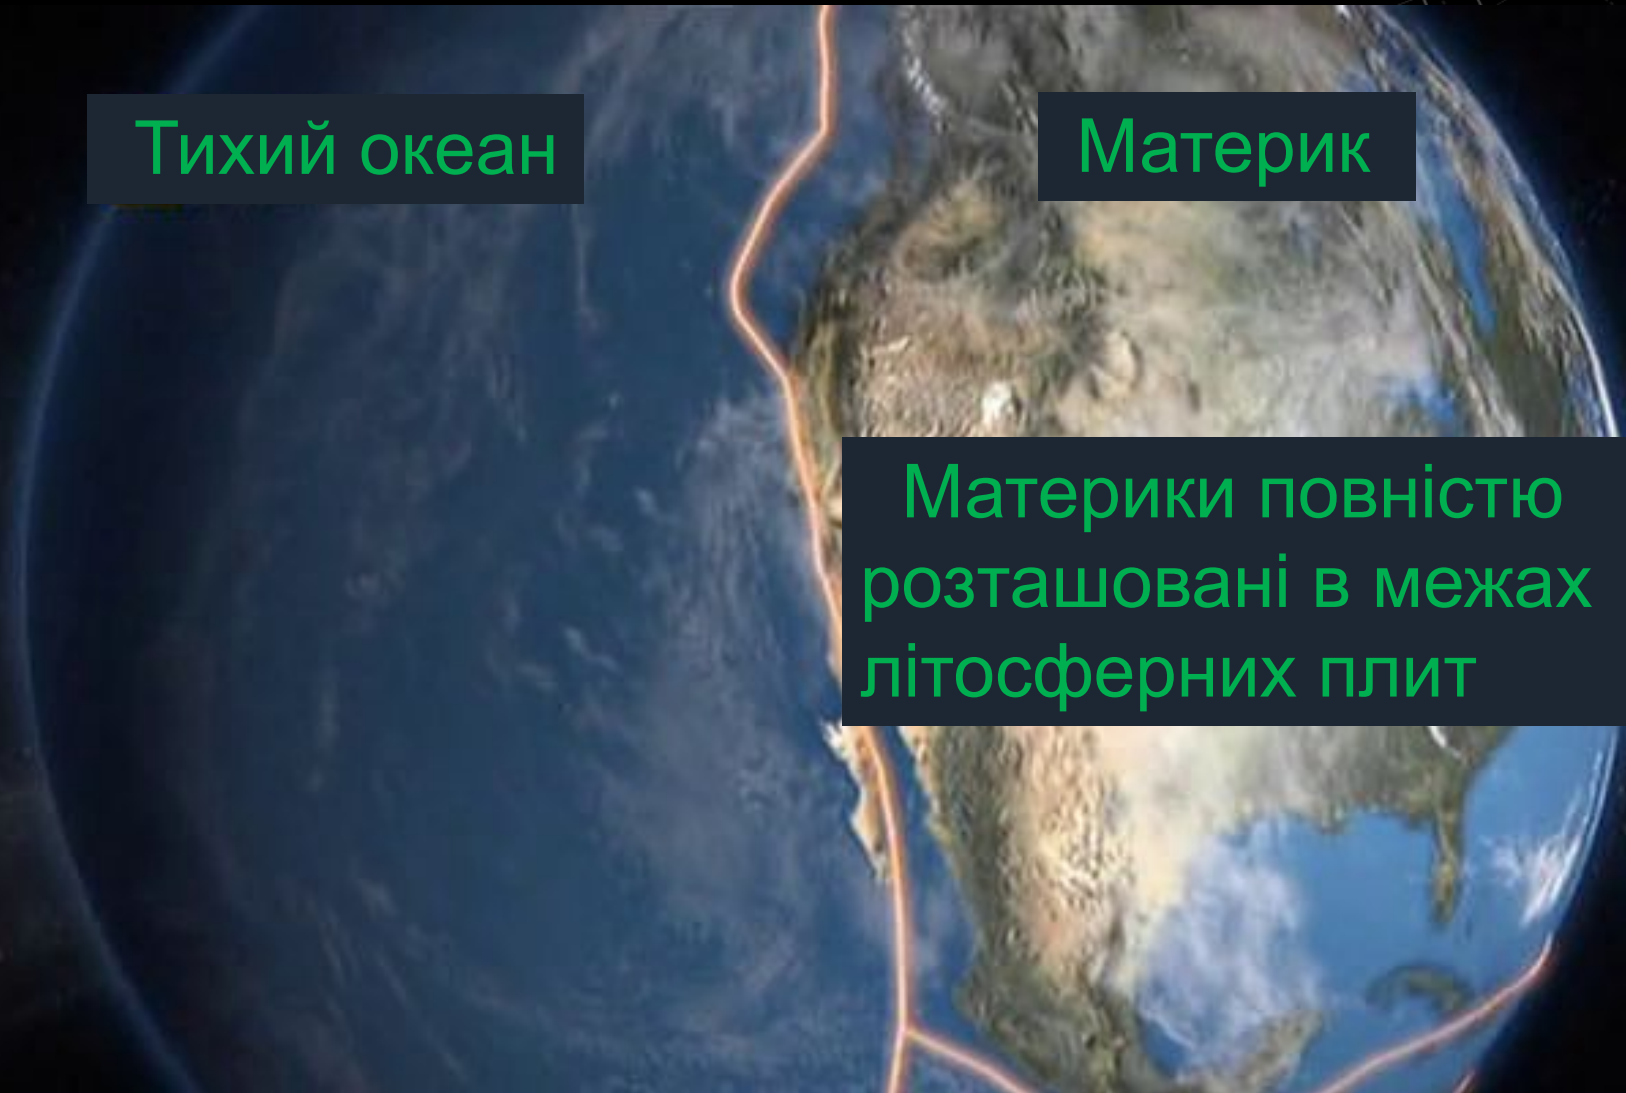 Тихий океан
Материк
Материки повністю
розташовані в межах
літосферних плит